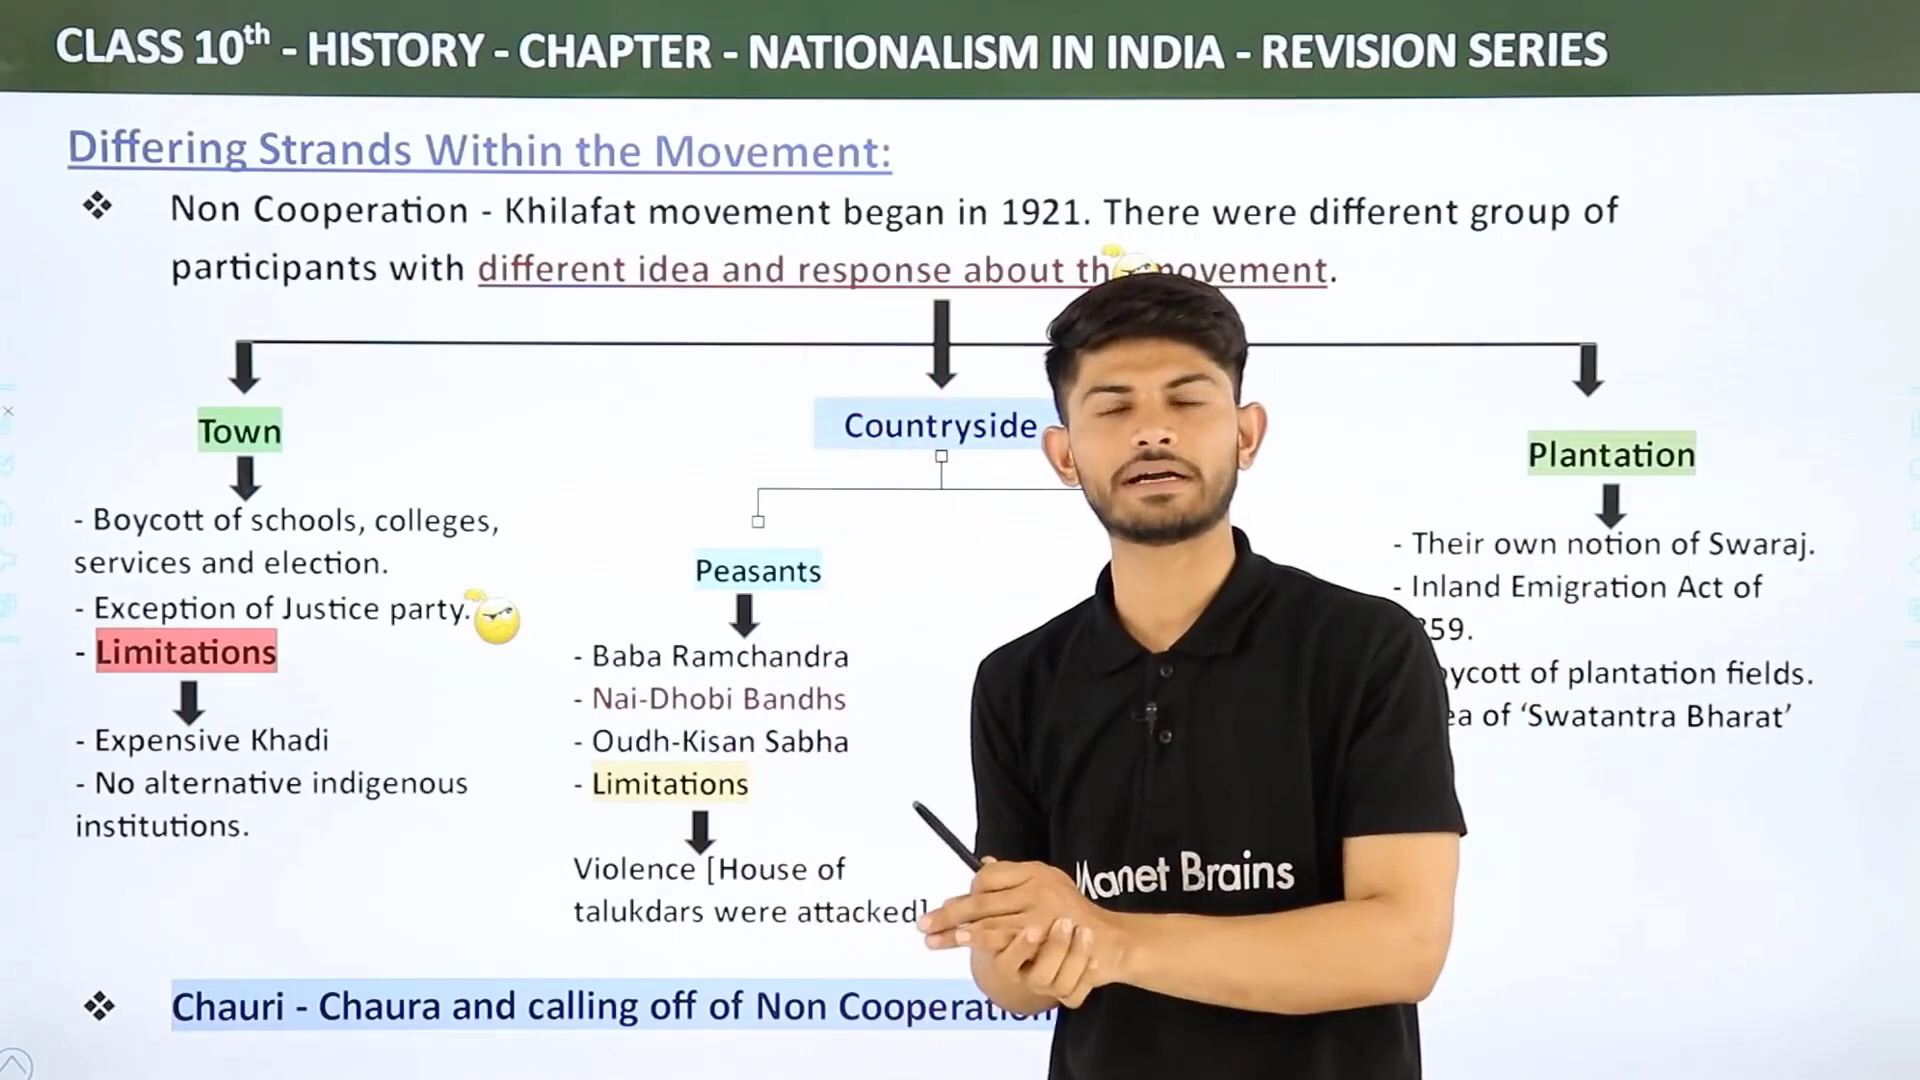 CLASS 10th - HISTORY - CHAPTER - NATIONALISM IN INDIA - REVISION SERIES
Differing Strands Within the Movement:
Non Cooperation - Khilafat movement began in 1921. There were different group of
participants with different idea and response about movement.
Town
- Boycott of schools, colleges,
services and election.
- Exception of Justice party.
- Limitations
- Expensive Khadi
- No alternative indigenous
institutions.
Countryside
Peasants
- Baba Ramchandra
- Nai-Dhobi Bandhs
- Oudh-Kisan Sabha
- Limitations
Violence [House of
talukdars were attacked]
Plantation
- Their own notion of Swaraj.
- Inland Emigration Act of
59.
of plantation fields.
of ‘Swatantra Bharat’
Brains
Chauri - Chaura and calling off of Non Cooperation